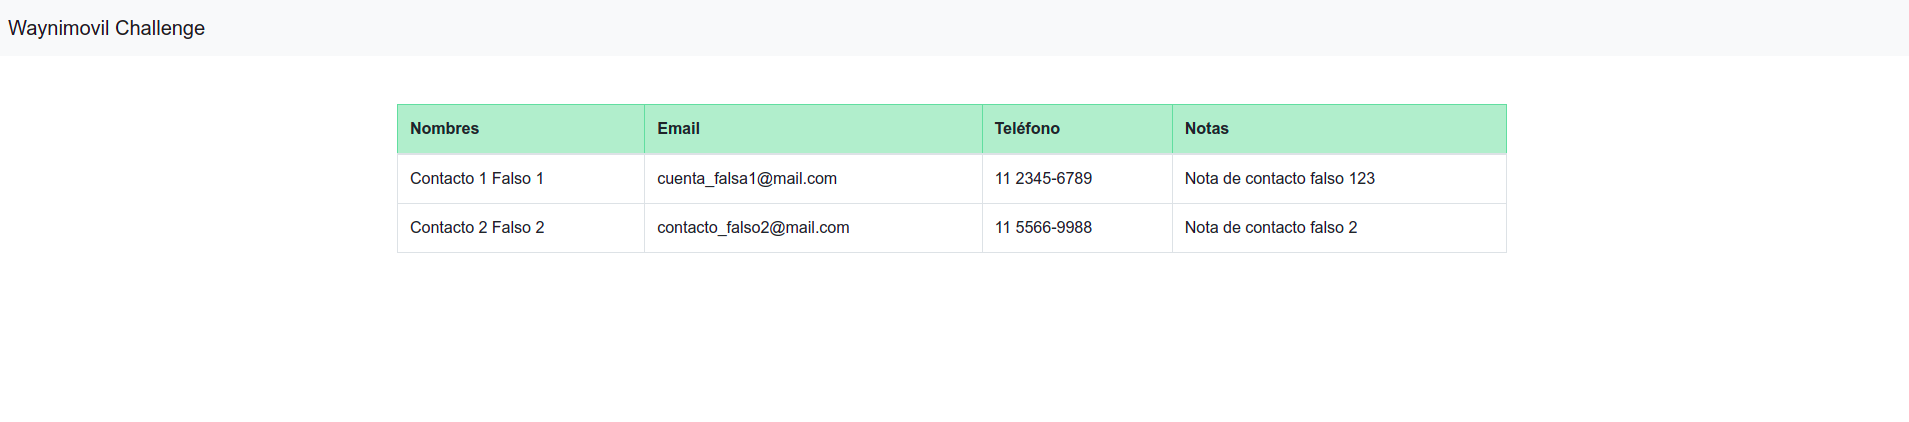 Waynimovil Challenge
Nombres Email Teléfono Notas
Contacto 1 Falso 1 cuenta_falsa1@mail.com 11 2345-6789 Nota de contacto falso 123
Contacto 2 Falso 2 contacto_falso2@mail.com 11 5566-9988 Nota de contacto falso 2